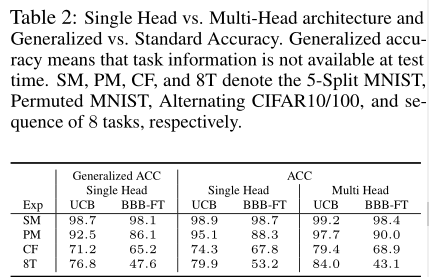 Table 2: Single Head vs. Multi-Head architecture and
Generalized vs. Standard Accuracy. Generalized accu-
racy means that task information is not available at test
time. SM, PM, CF, and 8T denote the 5-Split MNIST,
Permuted MNIST, Alternating CIFAR10/100, and se-
quence of 8 tasks, respectively.
Generalized ACC ACC
Single Head Single Head Multi Head
Exp UCB BBB-FT UCB BBB-FT UCB BBB-FT
SM 98.7 98.1 98.9 98.7 99.2 98.4
PM 92.5 86.1 95.1 88.3 97.7 90.0
CF 71.2 65.2 74.3 67.8 79.4 68.9
8T 76.8 47.6 79.9 53.2 84.0 43.1